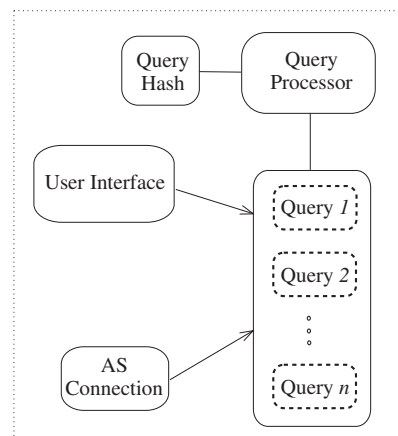 Query
Hash
Query
Processor
User Interface
Query 1
Query 2
AS
Connection
Query n